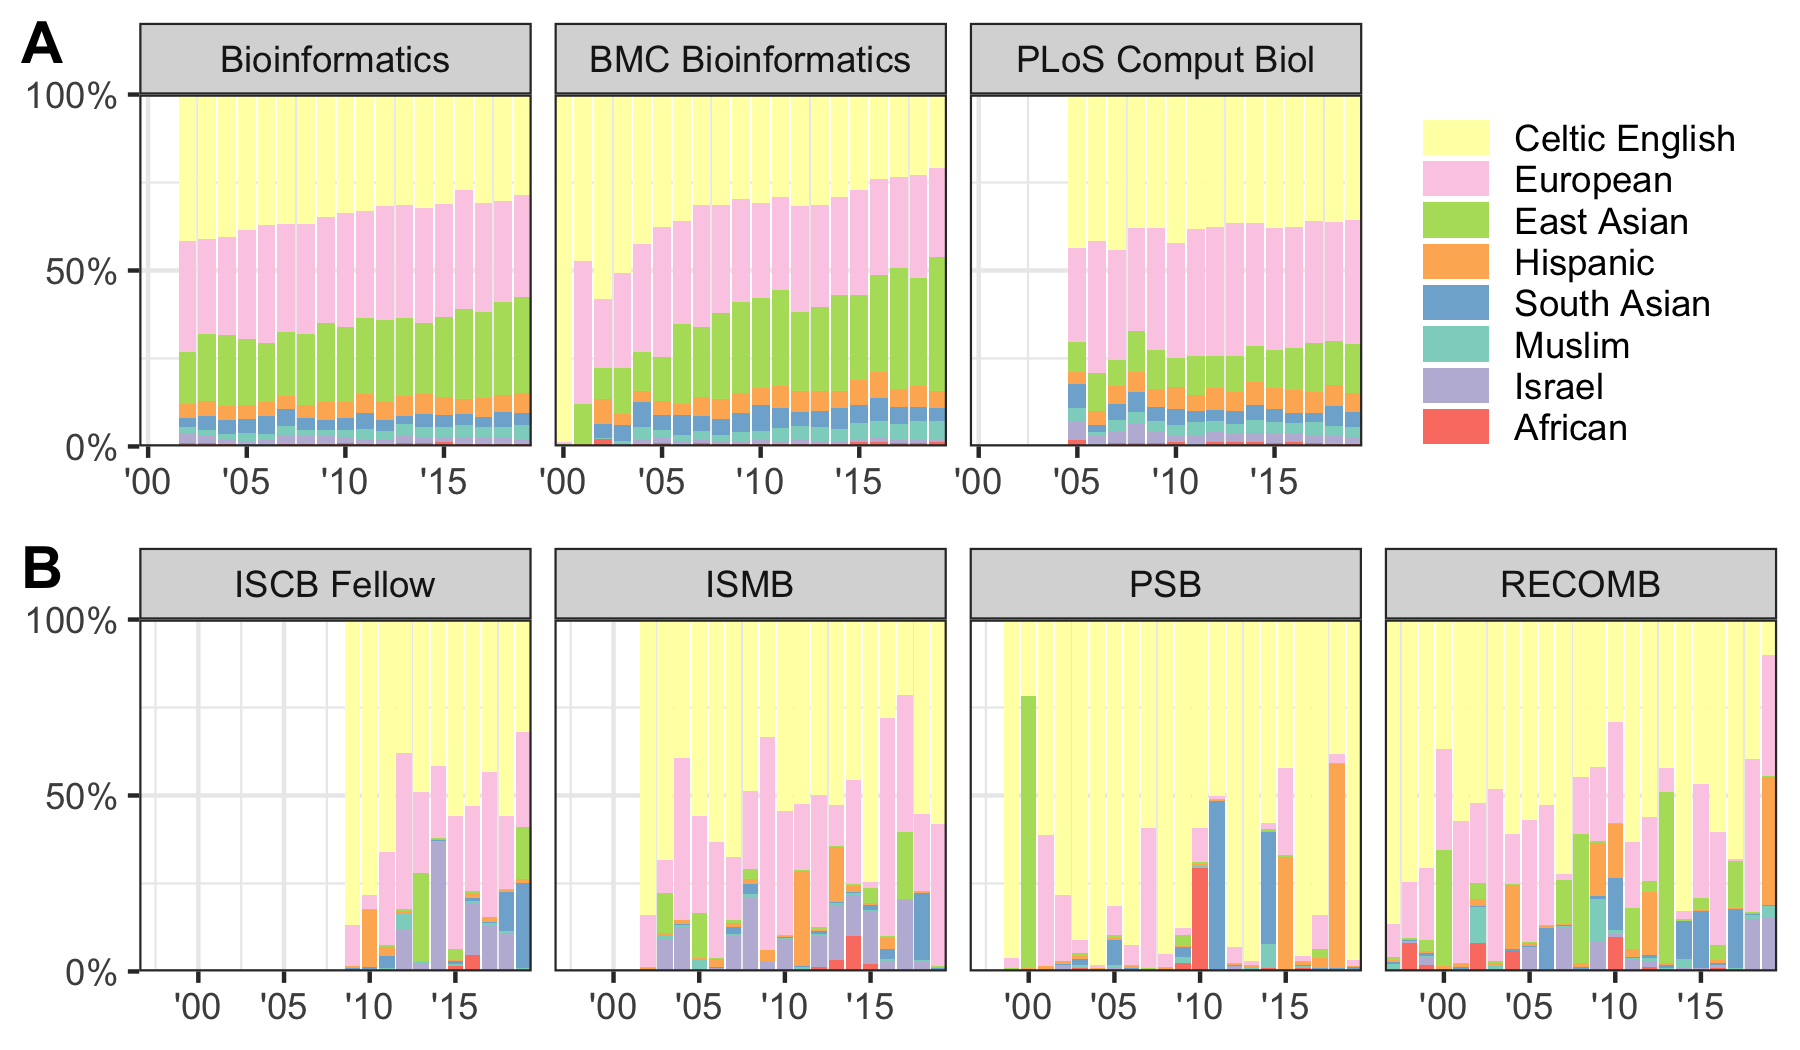 A
Bioinformatics
BMC Bioinformatics
PLoS Comput Biol
100%
50%
0%
'00 '05 '10 '15
'00 '05 '10 '15
'00 '05 '10 '15
Celtic English
European
East Asian
Hispanic
South Asian
Muslim
Israel
African
B
ISCB Fellow
ISMB
PSB
RECOMB
100%
50%
0%
'00 '05 '10 '15
'00 '05 '10 '15
'00 '05 '10 '15
'00 '05 '10 '15